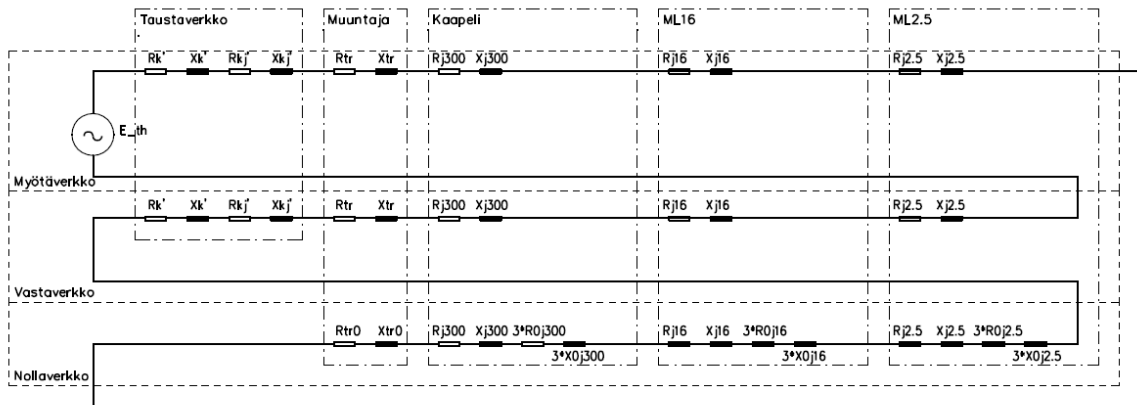 Taustaverkko Muuntaja Kaapeli ML16 ML2.5
Rk' Xk' Rkj' Xkj' Rtr Xtr Rj300 Xj300 Rj16 Xj16 Rj2.5 Xj2.5
E_th
Myötäverkko
Rk' Xk' Rkj' Xkj' Rtr Xtr Rj300 Xj300 Rj16 Xj16 Rj2.5 Xj2.5
Vastaverkko
Rtr0 Xtr0 Rj300 Xj300 3*R0j300 Rj16 Xj16 3*R0j16 Rj2.5 Xj2.5 3*R0j2.5
3*X0j300 3*X0j16 3*X0j2.5
Nollaverkko